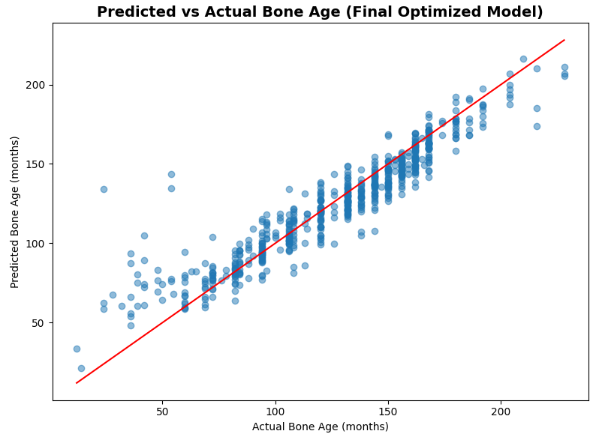 Predicted vs Actual Bone Age (Final Optimized Model)
Predicted Bone Age (months)
200
150
100
50
50 100 150 200
Actual Bone Age (months)